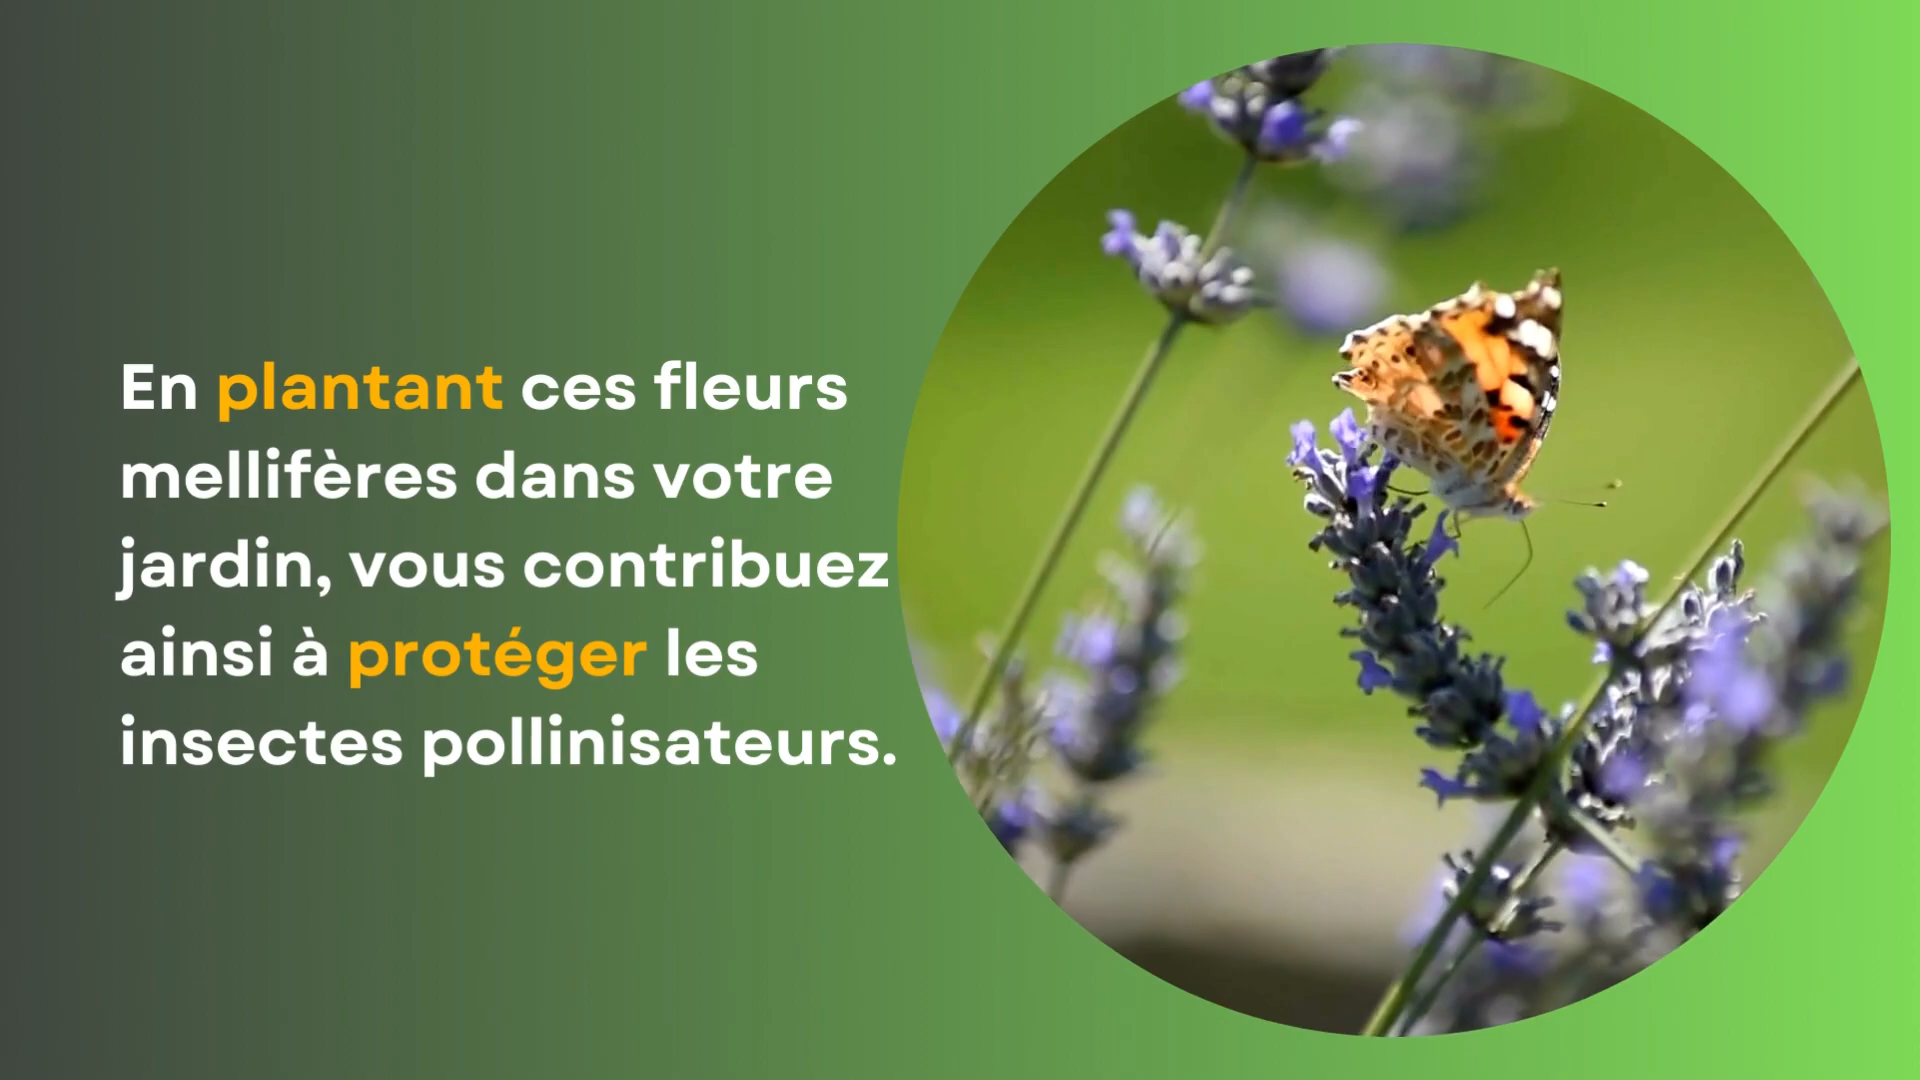 En plantant ces fleurs
mellifères dans votre
jardin, vous contribuez
ainsi à protéger les
insectes pollinisateurs.